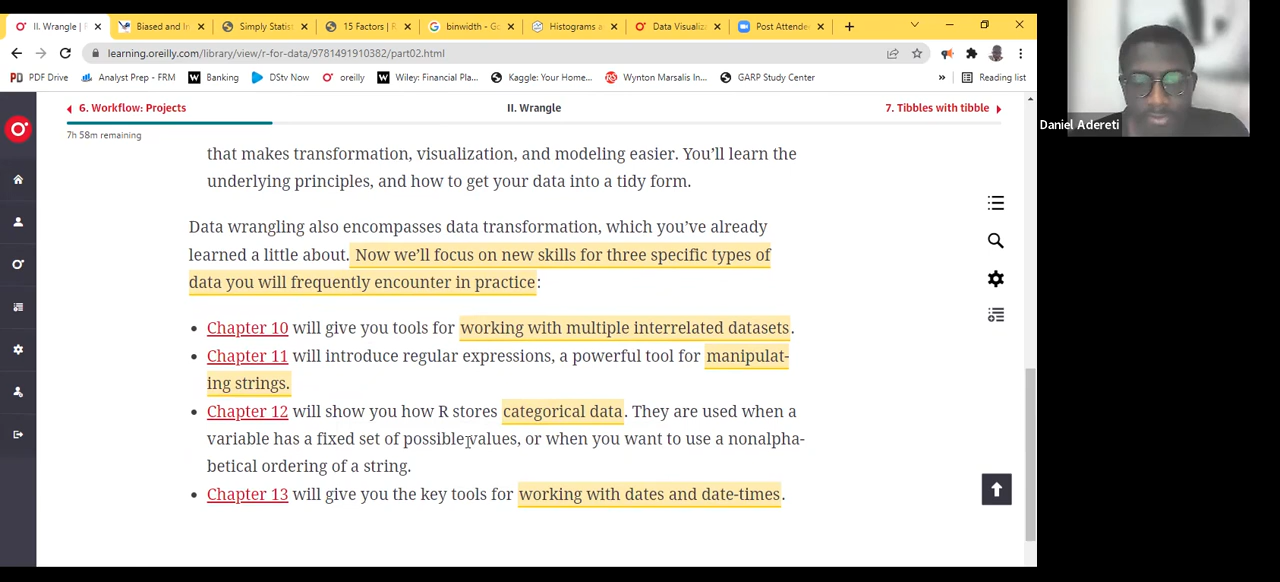 II. Wrangle | 
Biased and In
Simply Statist
15 Factors | R
binwidth - Go
Histograms a
Data Visualiz
Post Attende
learning.oreilly.com/library/view/r-for-data/9781491910382/part02.html
PDF Drive
Analyst Prep - FRM
Banking
DStv Now
oreilly
Wiley: Financial Pla...
Kaggle: Your Home...
Wynton Marsalis In...
GARP Study Center
»
Reading list
6. Workflow: Projects
II. Wrangle
7. Tibbles with tibble
7h 58m remaining
Daniel Adereti
that makes transformation, visualization, and modeling easier. You’ll learn the
underlying principles, and how to get your data into a tidy form.
Data wrangling also encompasses data transformation, which you’ve already
learned a little about. Now we’ll focus on new skills for three specific types of
data you will frequently encounter in practice:
• Chapter 10 will give you tools for working with multiple interrelated datasets.
• Chapter 11 will introduce regular expressions, a powerful tool for manipulat-
ing strings.
• Chapter 12 will show you how R stores categorical data. They are used when a
variable has a fixed set of possible values, or when you want to use a nonalpha-
betical ordering of a string.
• Chapter 13 will give you the key tools for working with dates and date-times.